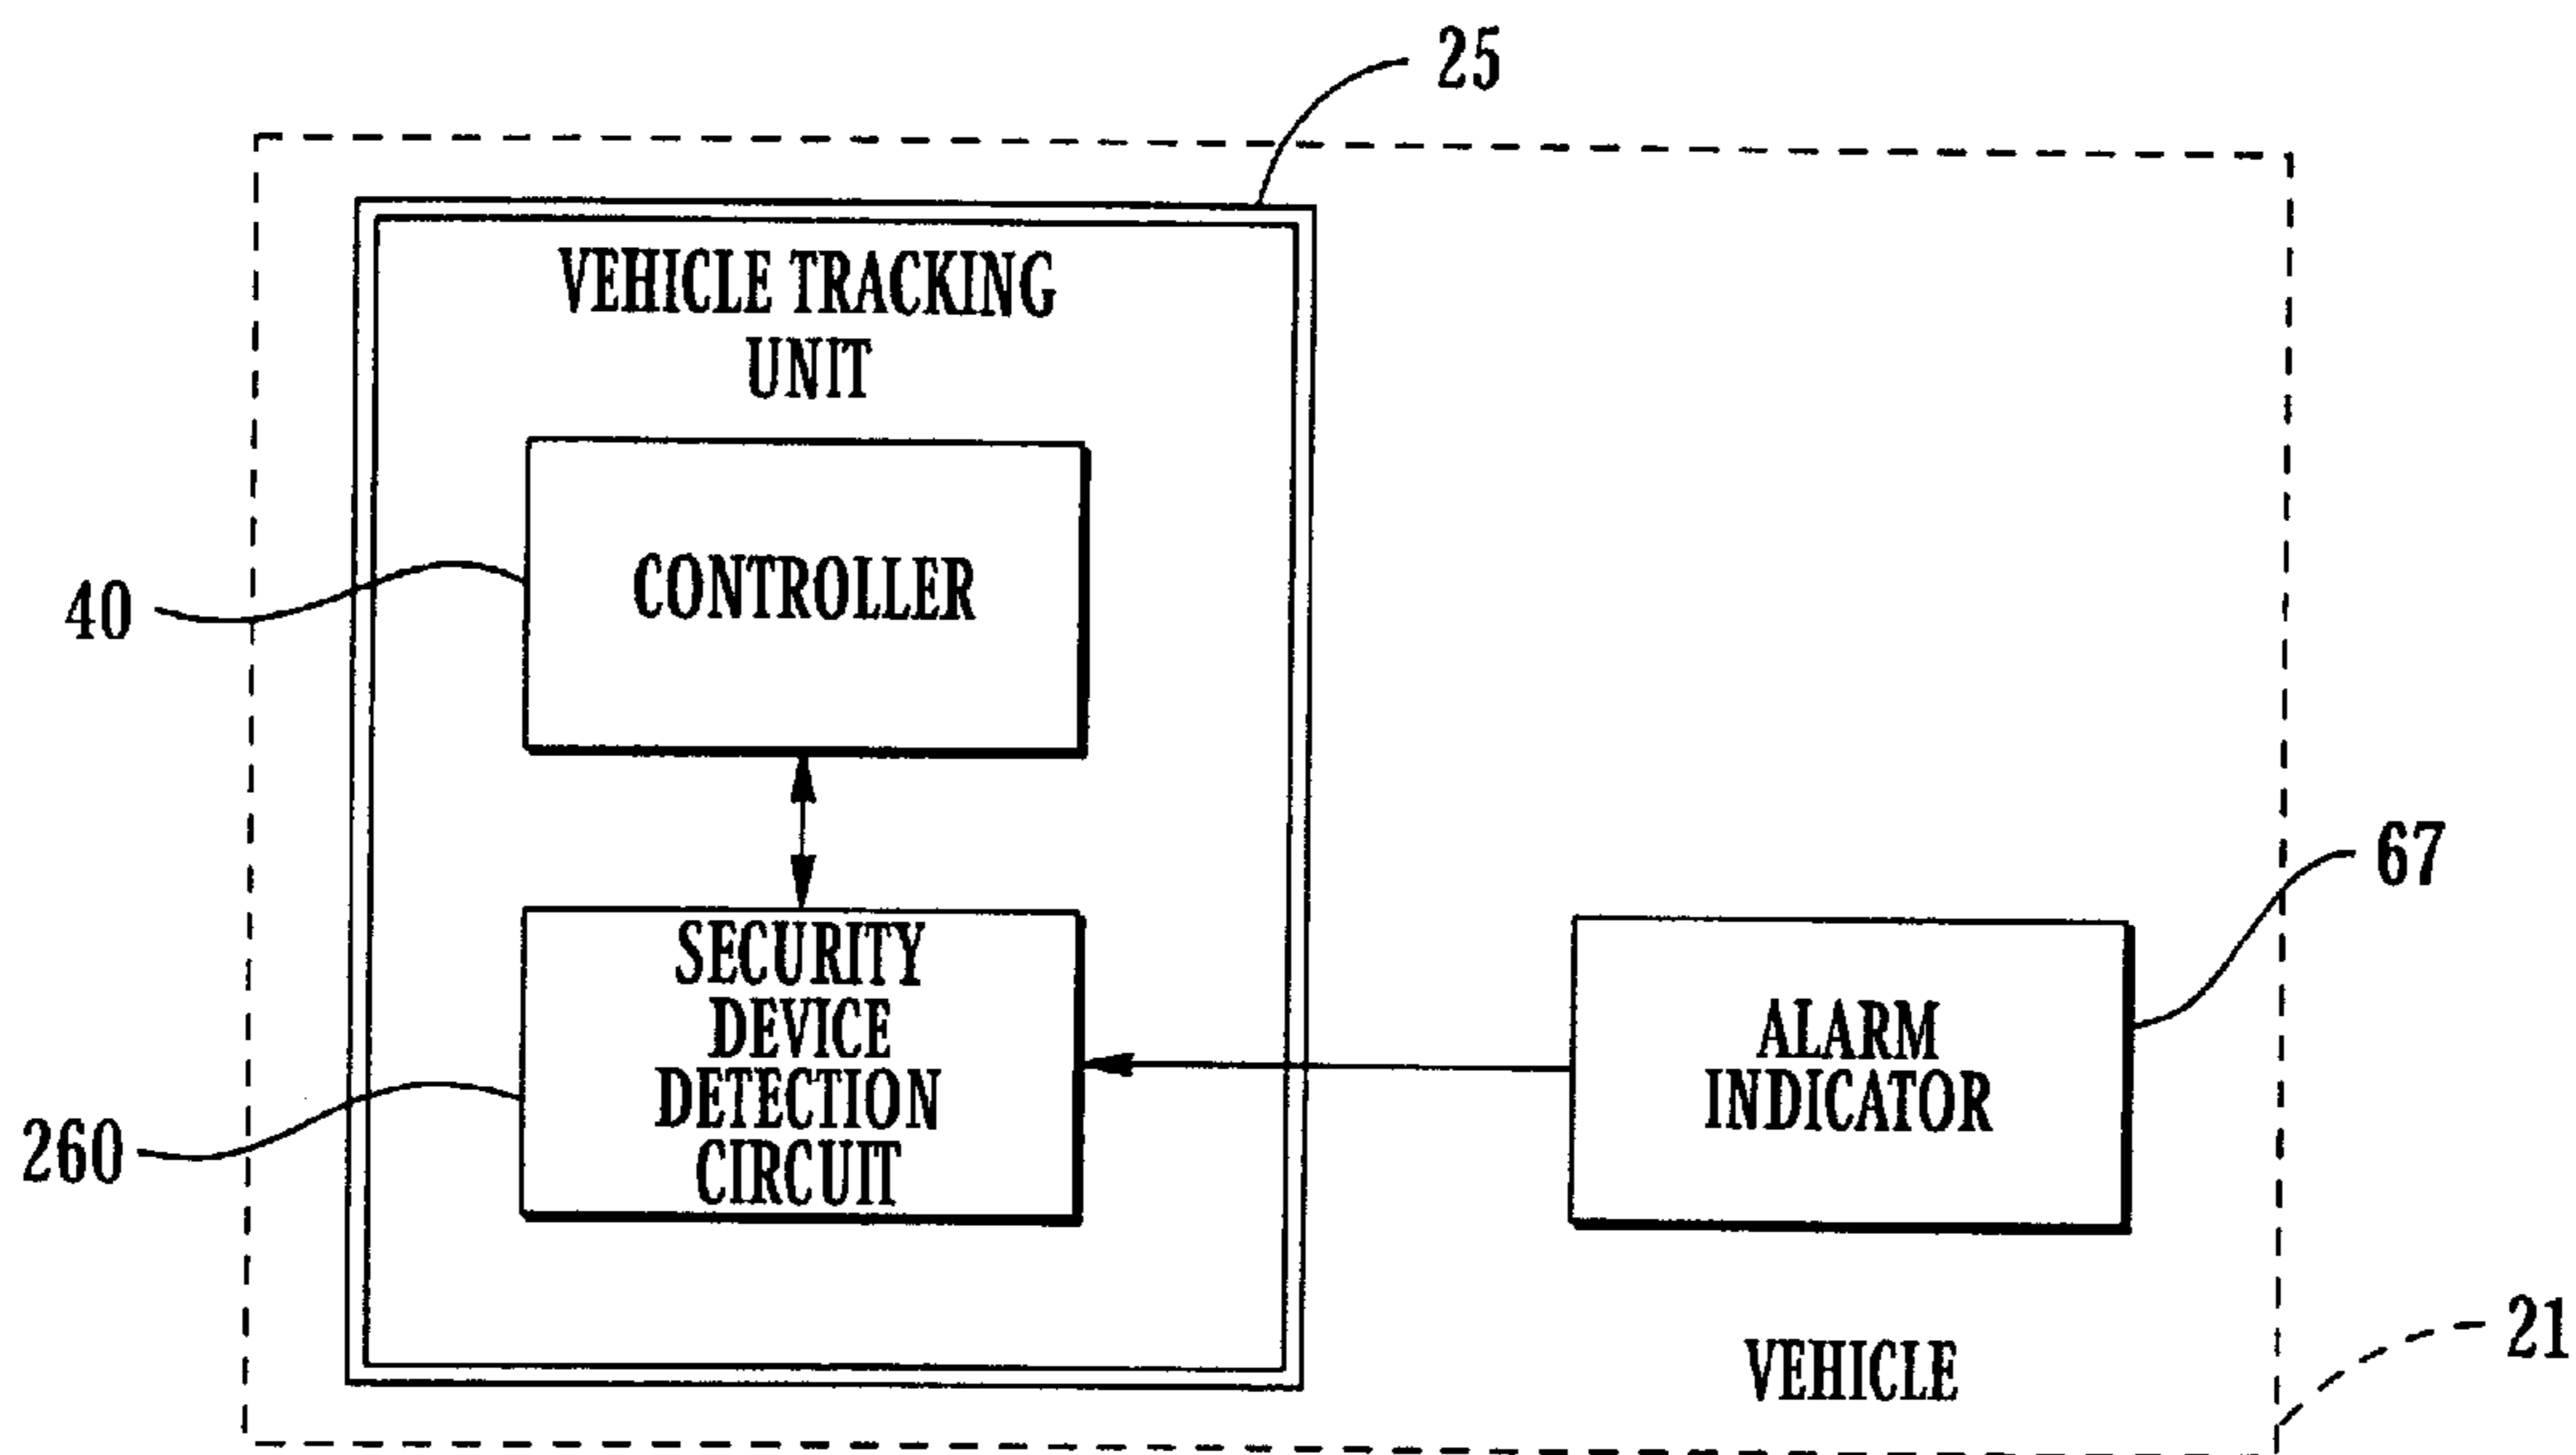 25
VEHICLE TRACKING
UNIT
40
CONTROLLER
67
SECURITY
DEVICE
DETECTION
CIRCUIT
260
ALARM
INDICATOR
VEHICLE
21